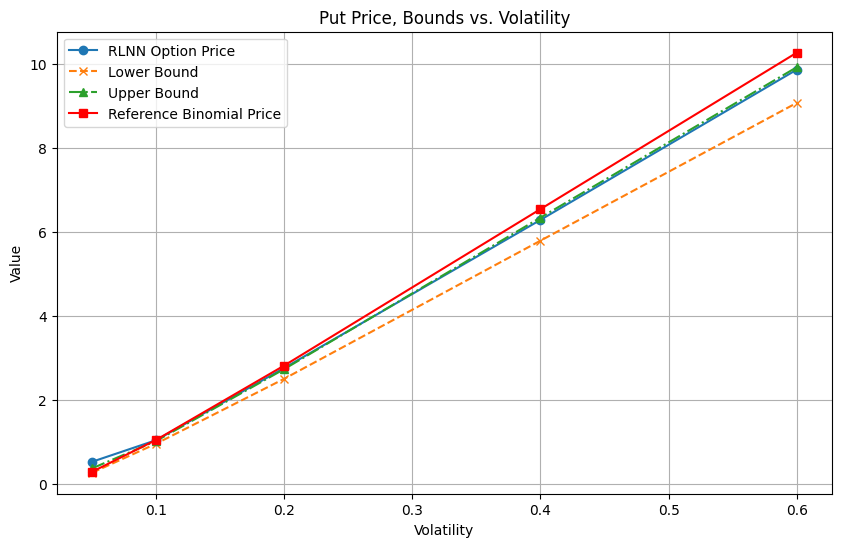 Put Price, Bounds vs. Volatility
RLNN Option Price
Lower Bound
Upper Bound
Reference Binomial Price
Value
10
8
6
4
2
0
0.1
0.2
0.3
0.4
0.5
0.6
Volatility